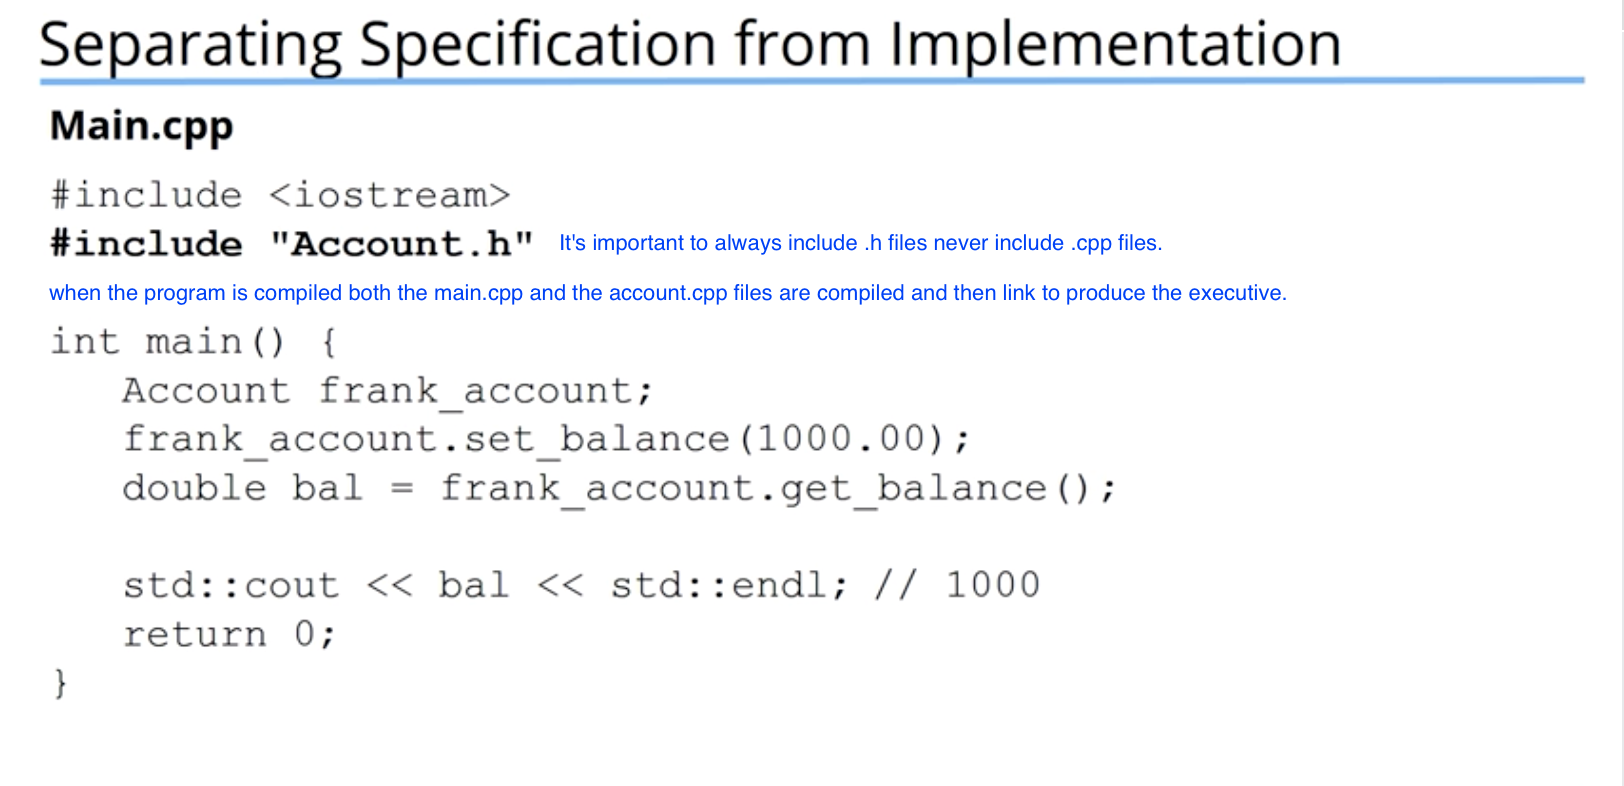 Separating Specification from Implementation
Main.cpp
#include <iostream>
#include "Account.h" It's important to always include .h files never include .cpp files.
when the program is compiled both the main.cpp and the account.cpp files are compiled and then link to produce the executive.
int main() {
    Account frank_account;
    frank_account.set_balance(1000.00);
    double bal = frank_account.get_balance();
    std::cout << bal << std::endl; // 1000
    return 0;
}